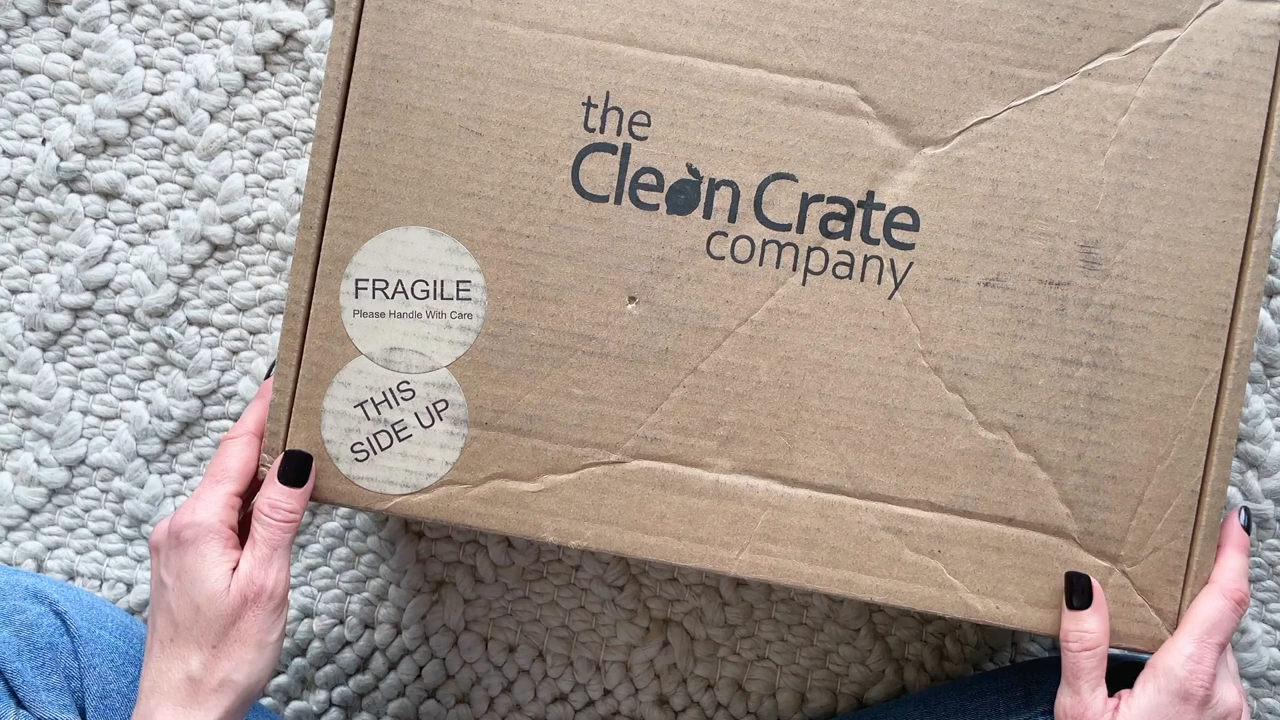 the
Clean Crate
company
FRAGILE
Please Handle With Care
THIS
SIDE UP